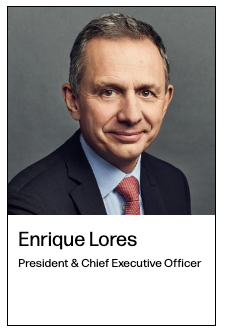 Enrique Lores
President & Chief Executive Officer